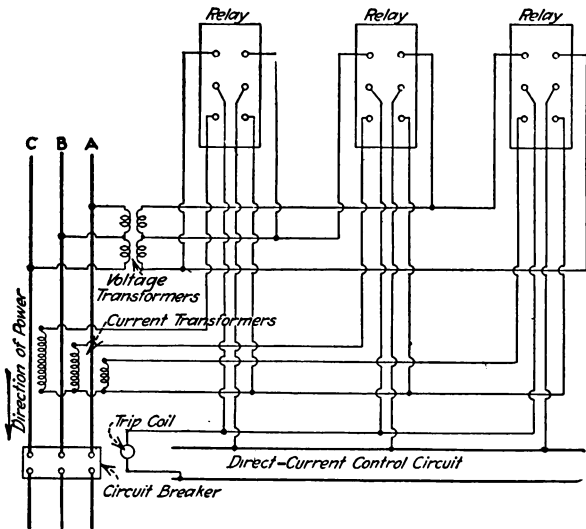 Relay
Relay
Relay
C B A
Voltage
Transformers
Current Transformers
Direction of Power
Trip Coil
Direct-Current Control Circuit
Circuit Breaker